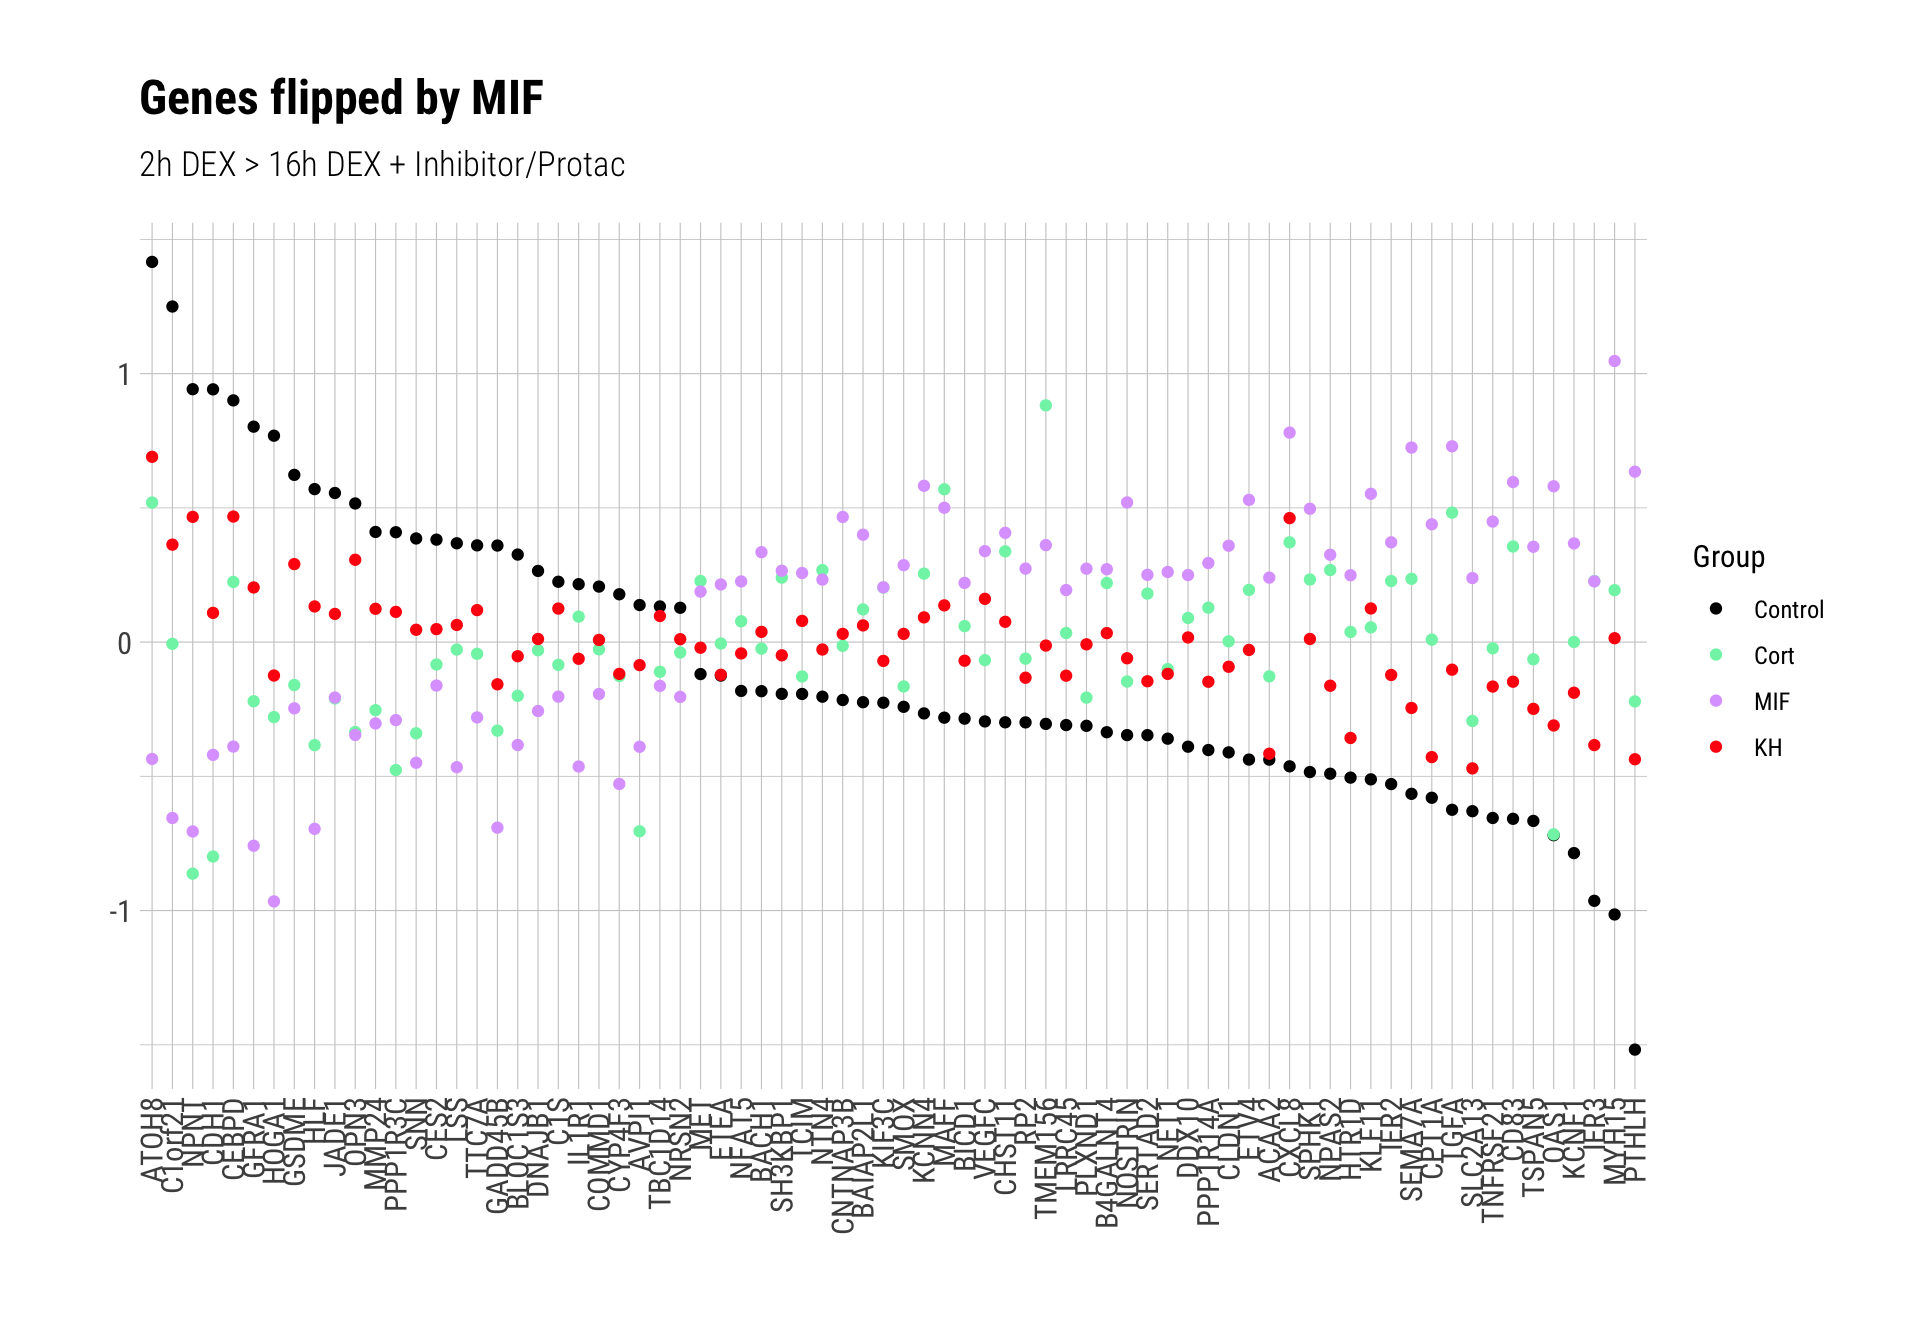 Genes flipped by MIF
2h DEX > 16h DEX + Inhibitor/Protac
1
0
-1
ATOH8
C1orf21
NPNT
CDH1
CEBPD
GFRA1
HOGA1
GSDME
HLF
JADE1
OPN3
MMP24
PPP1R3C
SNN
CES2
LSS
TTC7A
GADD45B
BLOC1S3
DNAJB1
C1S
IL1R1
COMMD1
CYP4F3
AVPI1
TBC1D14
NRSN2
JMET
ETFA
NFAT5
BACH1
SH3KBP1
TCIM
NTN4
CNTNAP3B
BAIAP2L1
KIF3C
SMOX
KCNN4
MAFF
BICD1
VEGFC
CHST11
RP2
TMEM156
LRRC45
PLXND1
B4GALNT4
NOSTRIN
SERTAD2
NET1
DDX10
PPP1R14A
CLDN1
ETV4
ACAA2
CXCL8
SPHK1
NPAS2
HTR1D
KLF11
IER2
SEMA7A
CPT1A
TGFA
SLC2A13
TNFRSF21
CD83
TSPAN5
OAS1
KCNF1
IER3
MYH15
PTHLH
Group
Control
Cort
MIF
KH